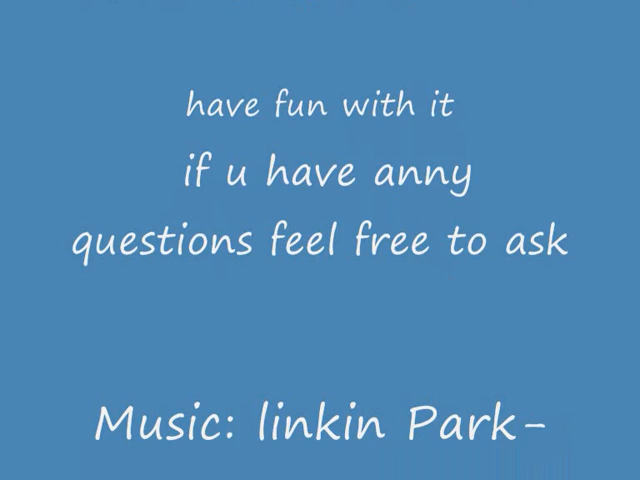 have fun with it
if u have anny
questions feel free to ask
Music: linkin Park-